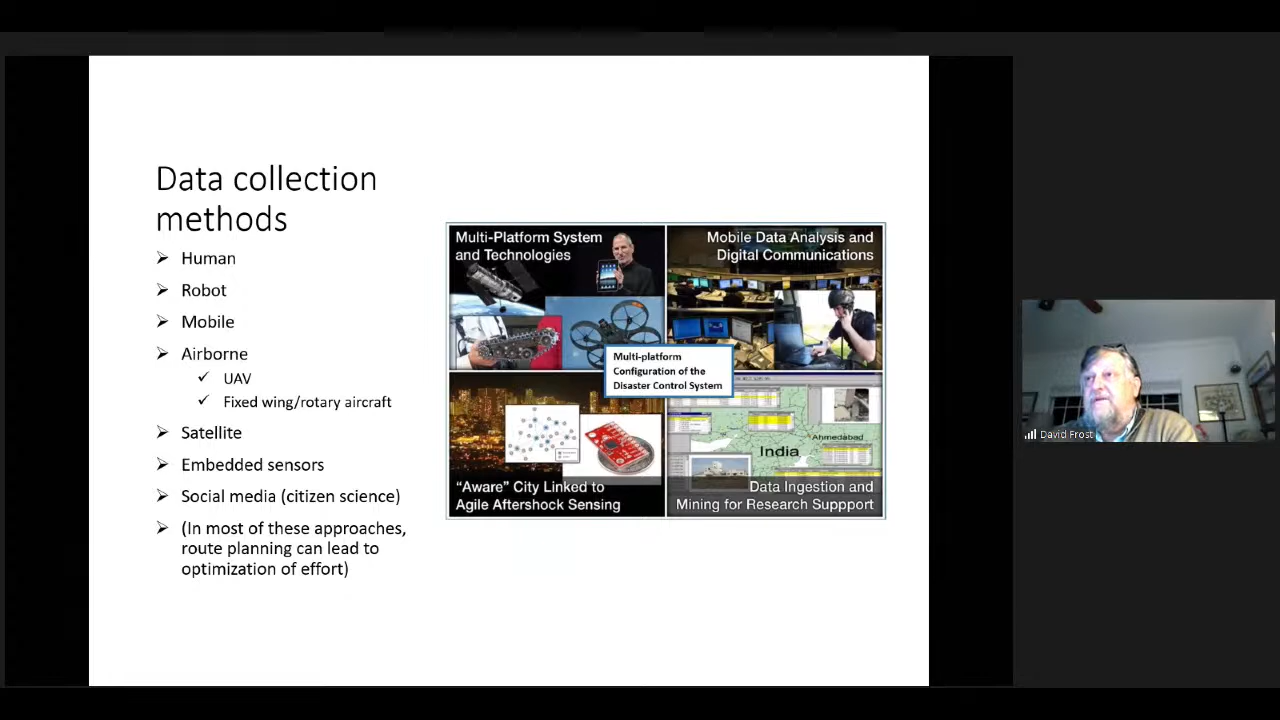 Data collection
methods
Human
Robot
Mobile
Airborne
UAV
Fixed wing/rotary aircraft
Satellite
Embedded sensors
Social media (citizen science)
(In most of these approaches,
route planning can lead to
optimization of effort)
Multi-Platform System
and Technologies
Mobile Data Analysis and
Digital Communications
Multi-platform
Configuration of the
Disaster Control System
"Aware" City Linked to
Agile Aftershock Sensing
Ahmedabad
India
Data Ingestion and
Mining for Research Suppport
David Frost